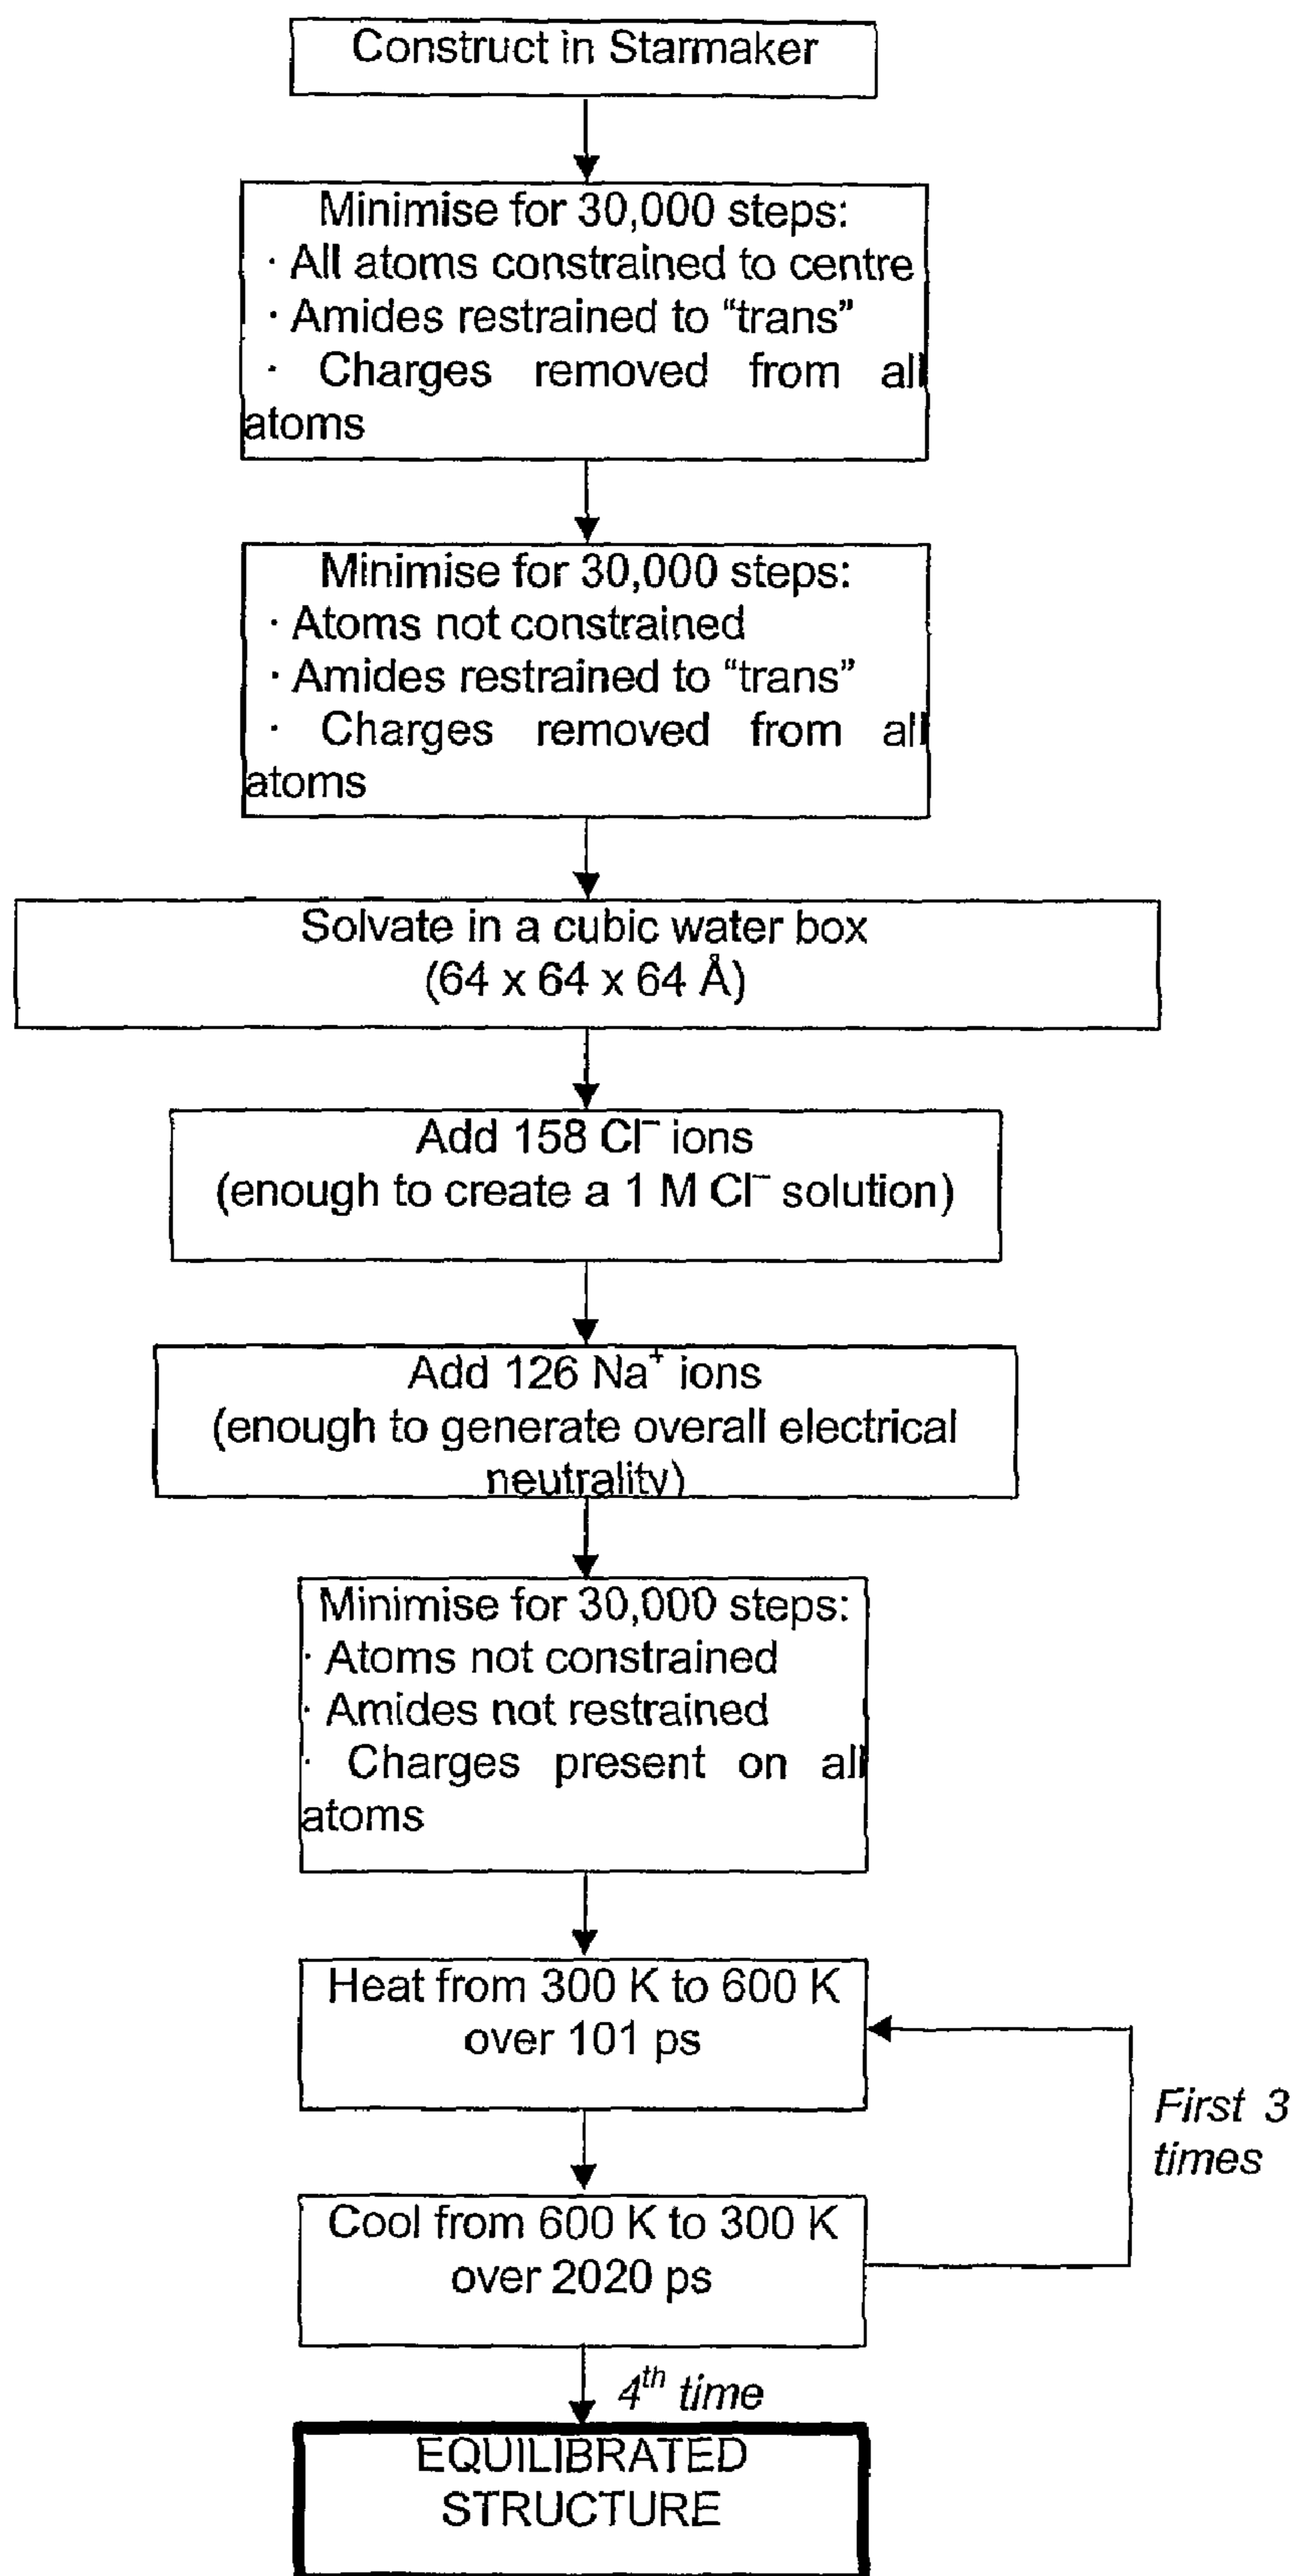 Construct in Starmaker
Minimise for 30,000 steps:
· All atoms constrained to centre
· Amides restrained to “trans”
· Charges removed from all
atoms
Minimise for 30,000 steps:
· Atoms not constrained
· Amides restrained to “trans”
· Charges removed from all
atoms
Solvate in a cubic water box
(64 x 64 x 64 Å)
Add 158 Cl⁻ ions
(enough to create a 1 M Cl⁻ solution)
Add 126 Na⁺ ions
(enough to generate overall electrical
neutrality)
Minimise for 30,000 steps:
· Atoms not constrained
· Amides not restrained
· Charges present on all
atoms
Heat from 300 K to 600 K
over 101 ps
First 3
times
Cool from 600 K to 300 K
over 2020 ps
4th time
EQUILIBRATED
STRUCTURE